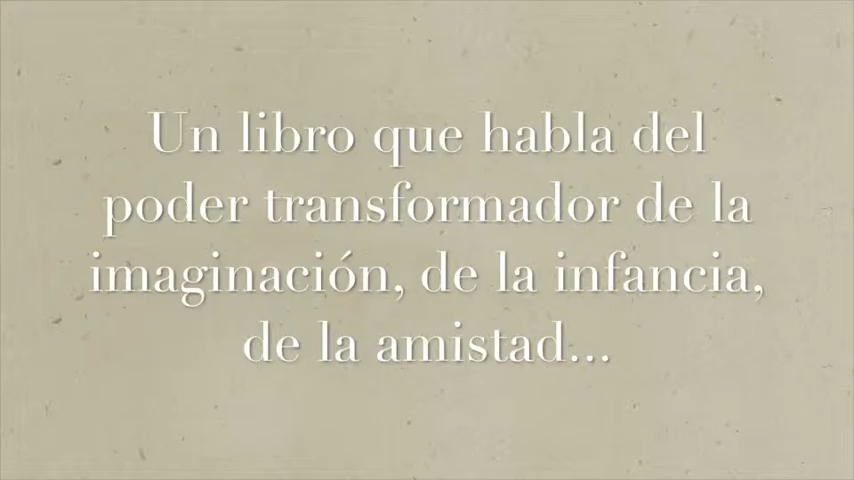 Un libro que habla del
poder transformador de la
imaginación, de la infancia,
de la amistad...